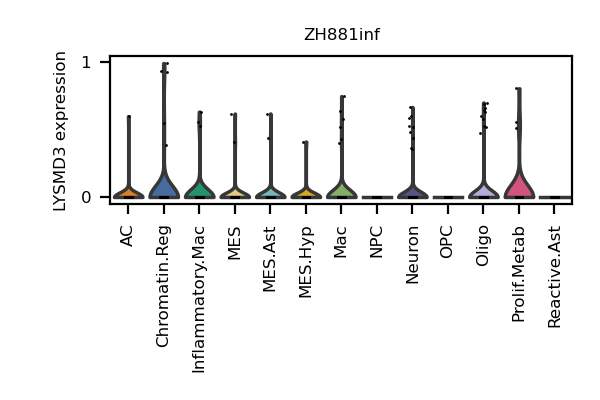 ZH881inf
LYSMD3 expression
1
0
AC
Chromatin.Reg
Inflammatory.Mac
MES
MES.Ast
MES.Hyp
Mac
NPC
Neuron
OPC
Oligo
Prolif.Metab
Reactive.Ast